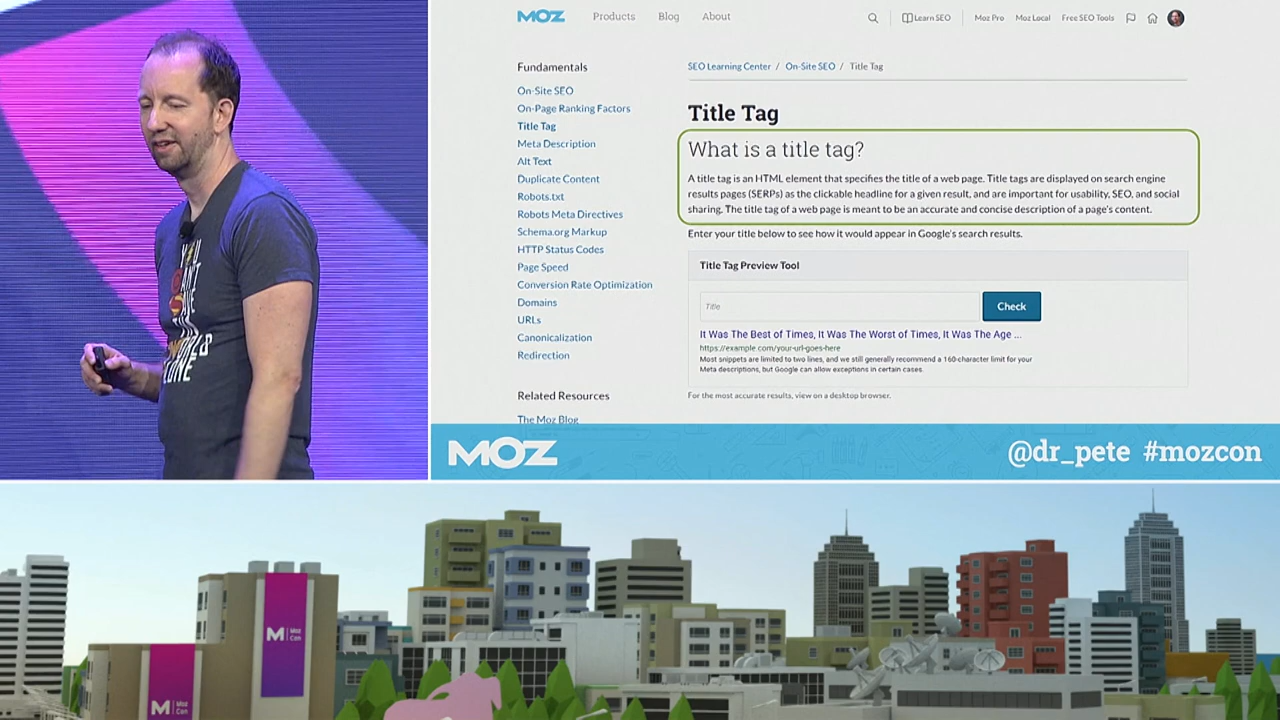 MOZ
Products
Blog
About
Learn SEO
Moz Pro
Moz Local
Free SEO Tools
Fundamentals
On-Site SEO
On-Page Ranking Factors
Title Tag
Meta Description
Alt Text
Duplicate Content
Robots.txt
Robots Meta Directives
Schema.org Markup
HTTP Status Codes
Page Speed
Conversion Rate Optimization
Domains
URLs
Canonicalization
Redirection
Related Resources
The Moz Blog
SEO Learning Center / On-Site SEO / Title Tag
Title Tag
What is a title tag?
A title tag is an HTML element that specifies the title of a web page. Title tags are displayed on search engine
results pages (SERPs) as the clickable headline for a given result, and are important for usability, SEO, and social
sharing. The title tag of a web page is meant to be an accurate and concise description of a page's content.
Enter your title below to see how it would appear in Google's search results.
Title Tag Preview Tool
Title
Check
It Was The Best of Times, It Was The Worst of Times, It Was The Age ...
https://example.com/your-url-goes-here
Most snippets are limited to two lines, and we still generally recommend a 160-character limit for your
Meta descriptions, but Google can allow exceptions in certain cases.
For the most accurate results, view on a desktop browser.
MOZ
@dr_pete #mozcon
M Moz
Con
M Moz
Con